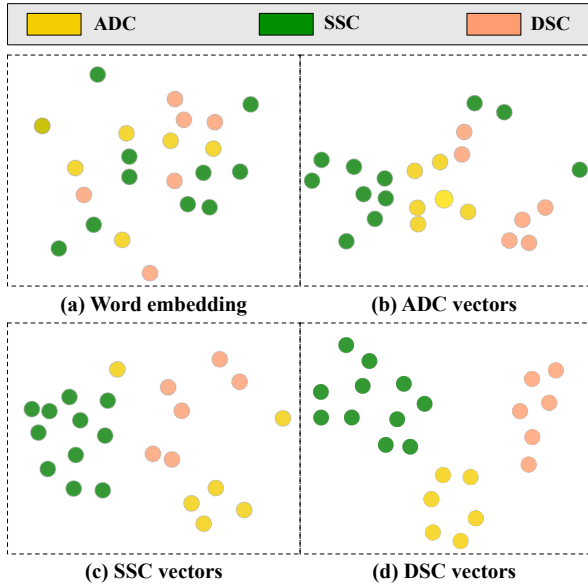 ADC SSC DSC
(a) Word embedding (b) ADC vectors
(c) SSC vectors (d) DSC vectors